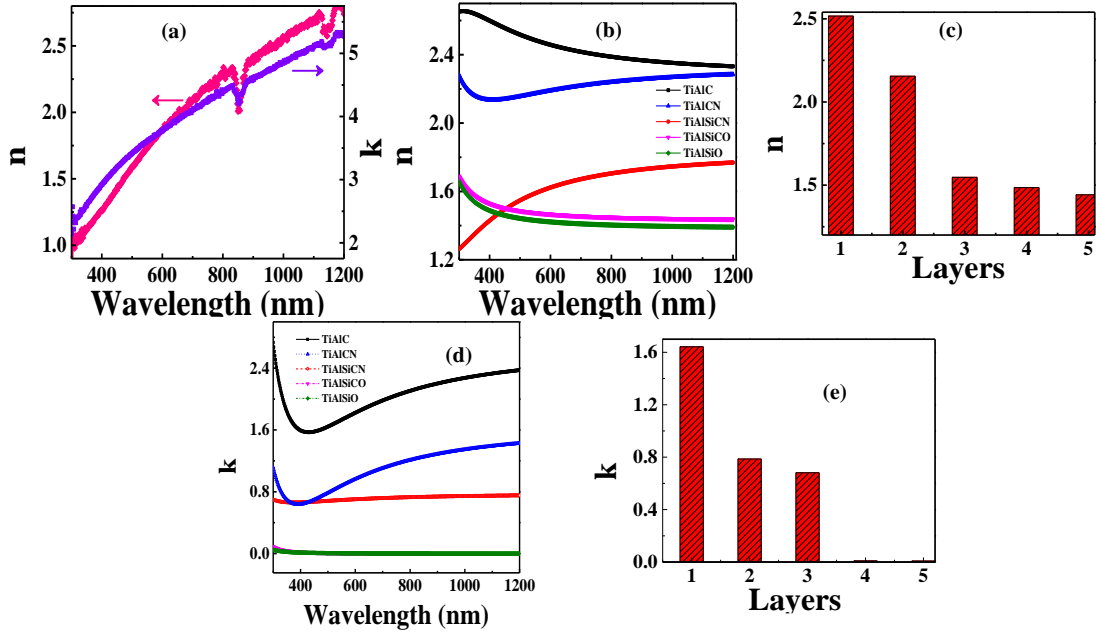 (a)
n
2.5
2.0
1.5
1.0
k
5
4
3
2
400 600 800 1000 1200
Wavelength (nm)
(b)
n
2.8
2.4
2.0
1.6
1.2
TiAlC
TiAlCN
TiAlSiCN
TiAlSiCO
TiAlSiO
400 600 800 1000 1200
Wavelength (nm)
(c)
n
2.5
2.0
1.5
1 2 3 4 5
Layers
(d)
k
2.4
1.6
0.8
0.0
TiAlC
TiAlCN
TiAlSiCN
TiAlSiCO
TiAlSiO
400 600 800 1000 1200
Wavelength (nm)
(e)
k
1.6
1.2
0.8
0.4
0.0
1 2 3 4 5
Layers